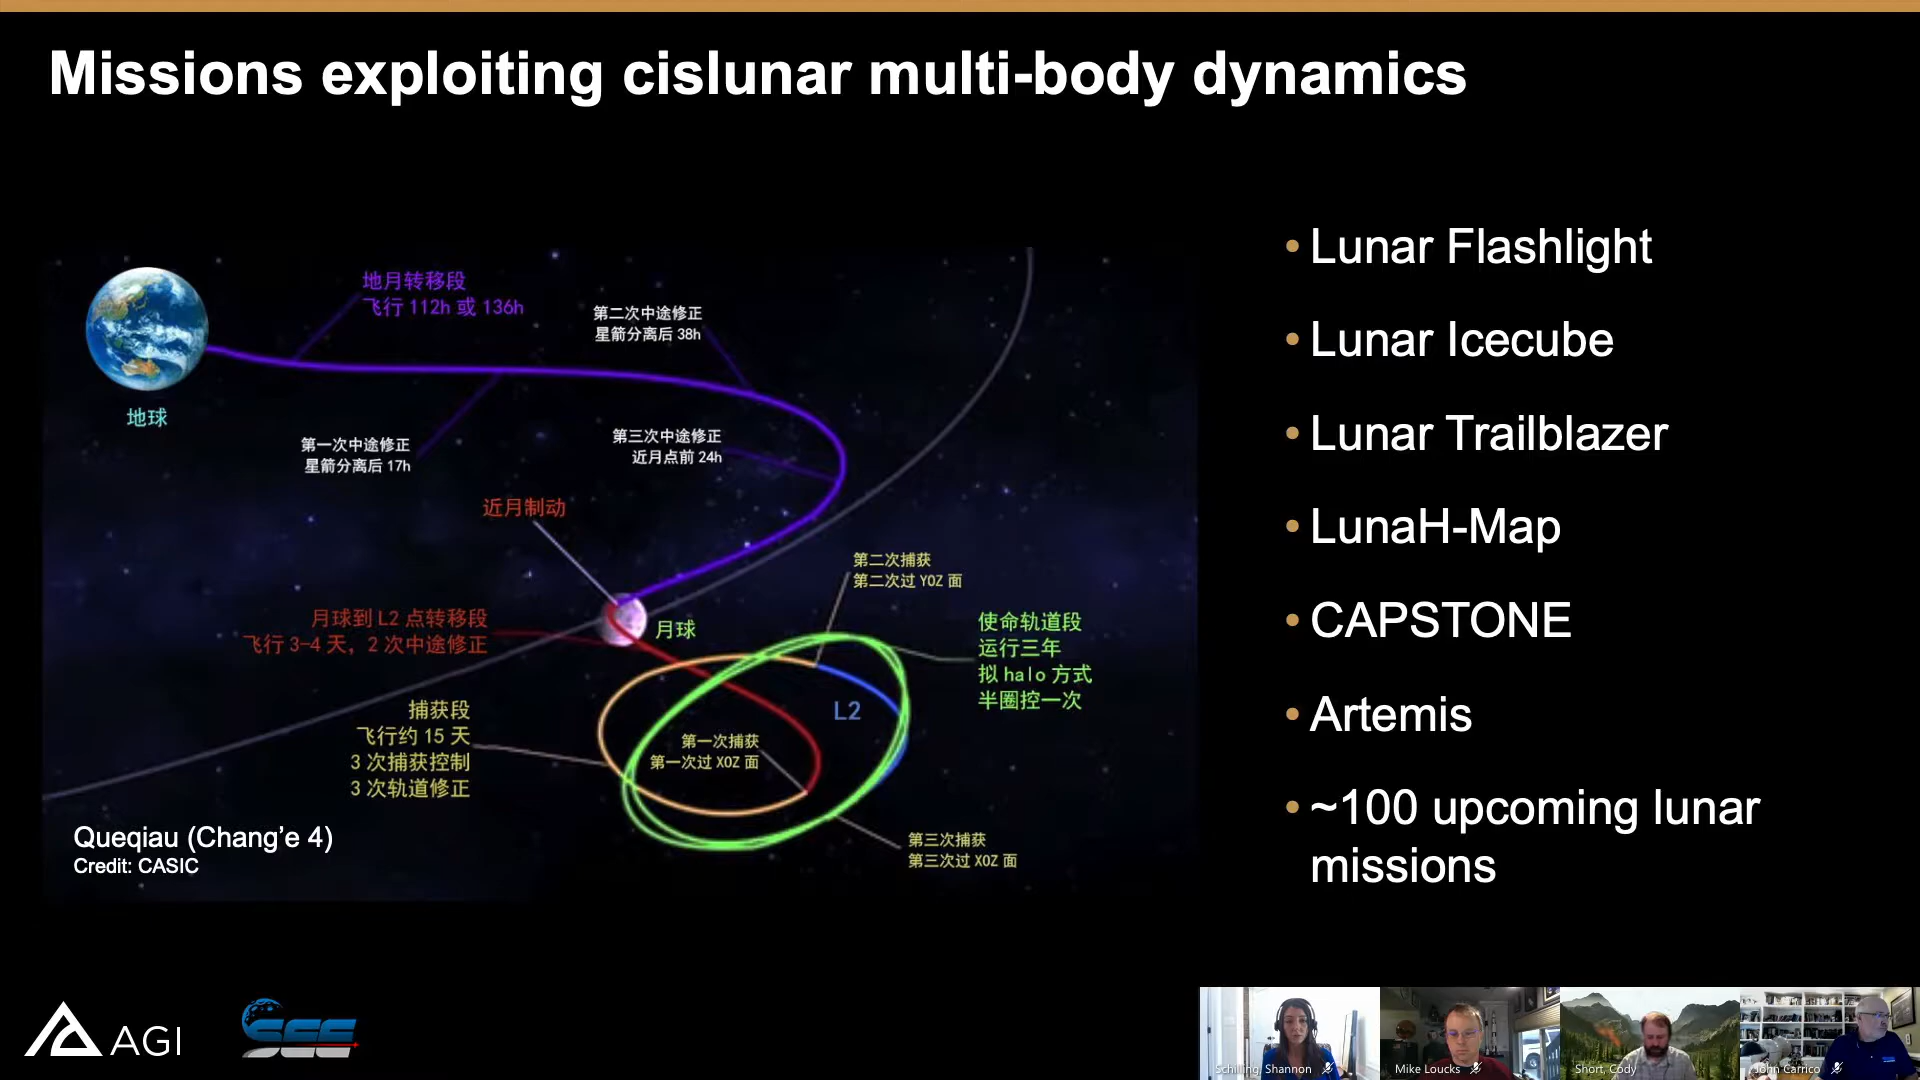 Missions exploiting cislunar multi-body dynamics
地月转移段
飞行 112h 或 136h
第二次中途修正
星箭分离后 38h
地球
第一次中途修正
星箭分离后 17h
第三次中途修正
近月点前 24h
近月制动
第二次捕获
第二次过 YOZ 面
月球到 L2 点转移段
飞行 3-4 天，2 次中途修正
月球
使命轨道段
运行三年
拟 halo 方式
半圈控一次
L2
捕获段
飞行约 15 天
3 次捕获控制
3 次轨道修正
第一次捕获
第一次过 XOZ 面
第三次捕获
第三次过 XOZ 面
Queqiau (Chang’e 4)
Credit: CASIC
• Lunar Flashlight
• Lunar Icecube
• Lunar Trailblazer
• LunaH-Map
• CAPSTONE
• Artemis
• ~100 upcoming lunar
missions
AGI
SEE
Schilling, Shannon
Mike Loucks
Short, Cody
John Carrico